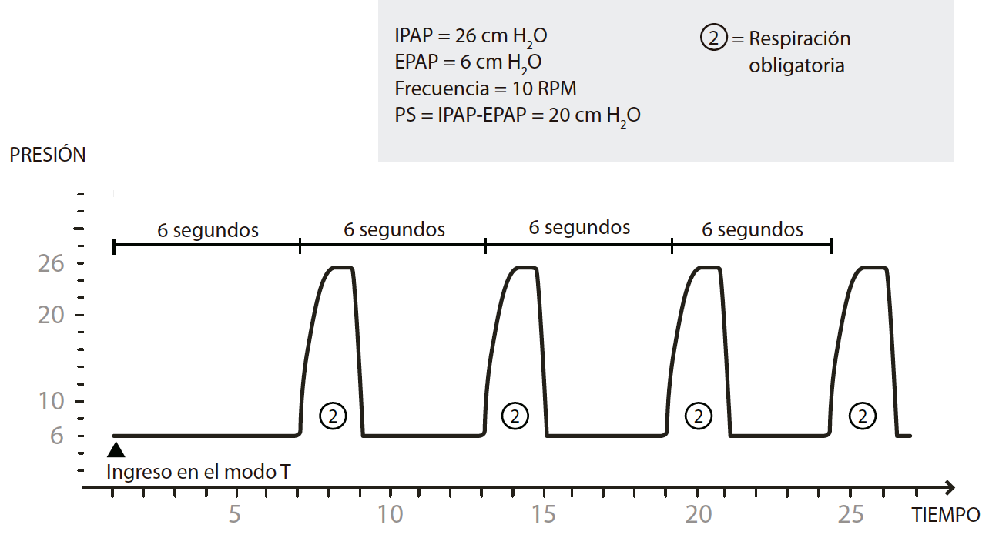 IPAP = 26 cm H₂O
EPAP = 6 cm H₂O
Frecuencia = 10 RPM
PS = IPAP-EPAP = 20 cm H₂O
② = Respiración
obligatoria
PRESIÓN
6 segundos 6 segundos 6 segundos 6 segundos
26
20
10
6
② ② ② ②
Ingreso en el modo T
5 10 15 20 25 TIEMPO